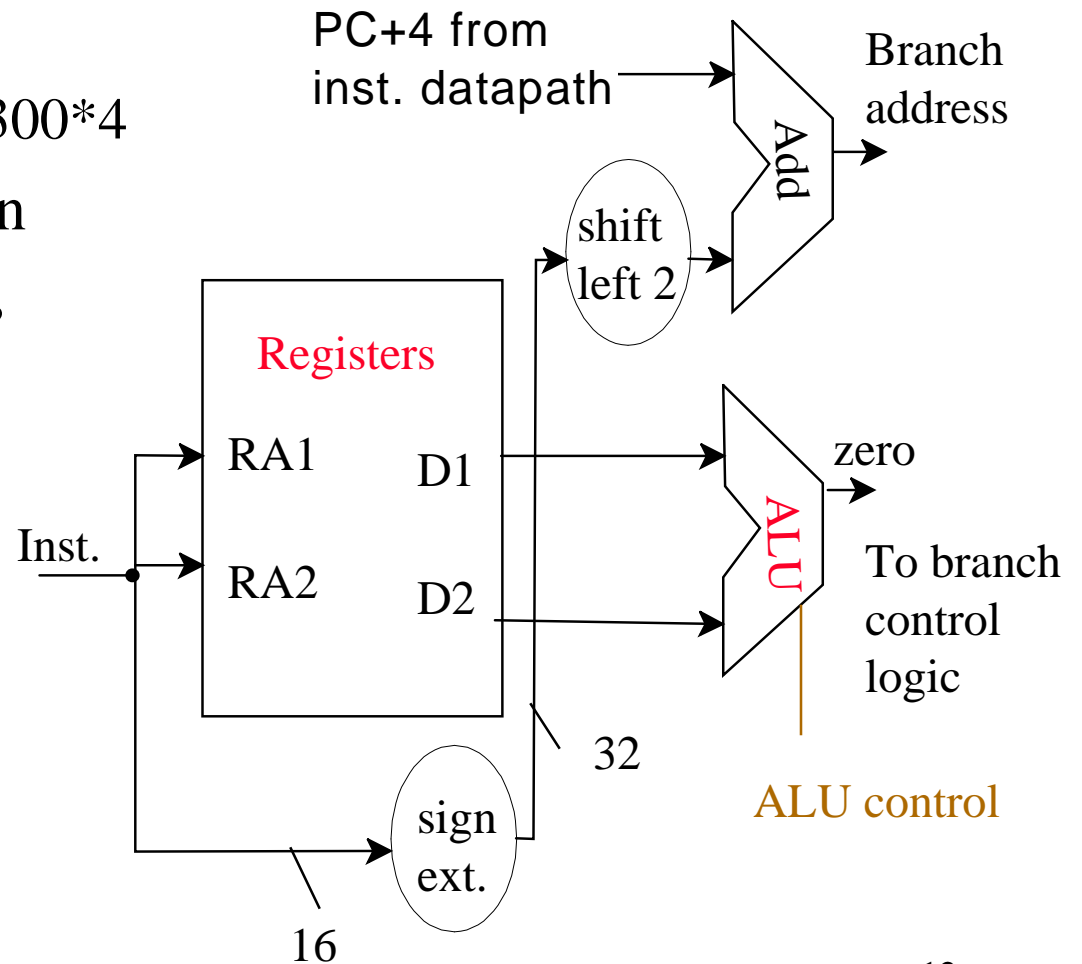 PC+4 from
inst. datapath
Branch
address
Add
300*4
shift
left 2
Registers
RA1
D1
zero
Inst.
ALU
RA2
D2
To branch
control
logic
32
ALU control
sign
ext.
16